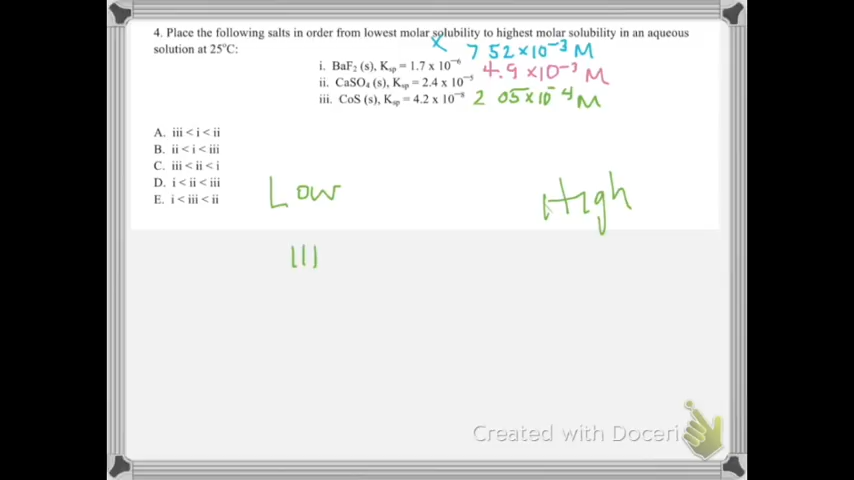 4. Place the following salts in order from lowest molar solubility to highest molar solubility in an aqueous
solution at 25°C:
x 7.52×10⁻³ M
i. BaF₂ (s), Kₛₚ = 1.7 x 10⁻⁶ 4.9 ×10⁻³ M
ii. CaSO₄ (s), Kₛₚ = 2.4 x 10⁻⁵
iii. CoS (s), Kₛₚ = 4.2 x 10⁻⁸ 2.05×10⁻⁴ M
A. iii < i < ii
B. ii < i < iii
C. iii < ii < i
D. i < ii < iii
E. i < iii < ii
Low High
III
Created with Doceri